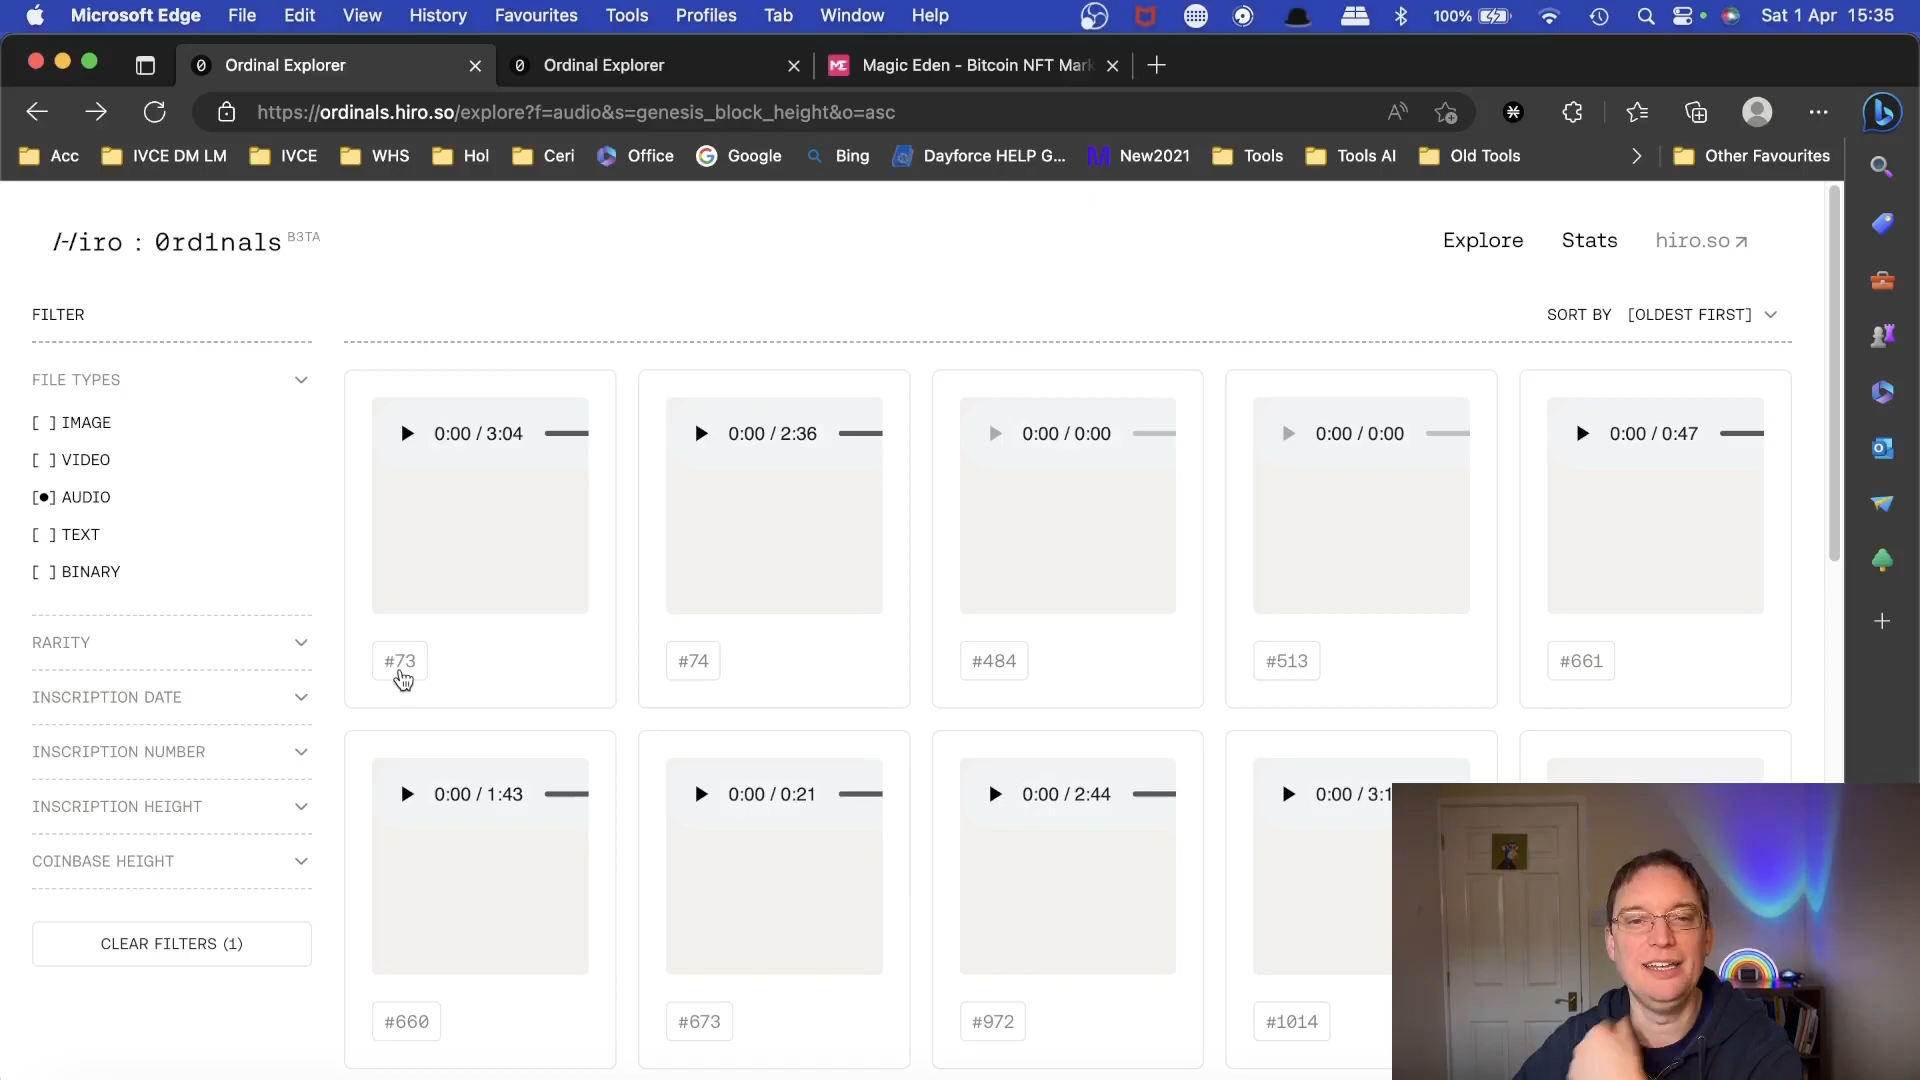 Microsoft Edge File Edit View History Favourites Tools Profiles Tab Window Help 100% Sat 1 Apr 15:35
Ordinal Explorer Ordinal Explorer Magic Eden - Bitcoin NFT Mark
https://ordinals.hiro.so/explore?f=audio&s=genesis_block_height&o=asc
Acc IVCE DM LM IVCE WHS Hol Ceri Office Google Bing Dayforce HELP G... New2021 Tools Tools AI Old Tools Other Favourites
/-/iro : 0rd1nals B3TA
Explore Stats hiro.so
FILTER
SORT BY [OLDEST FIRST]
FILE TYPES
[ ] IMAGE
[ ] VIDEO
[●] AUDIO
[ ] TEXT
[ ] BINARY
RARITY
INSCRIPTION DATE
INSCRIPTION NUMBER
INSCRIPTION HEIGHT
COINBASE HEIGHT
CLEAR FILTERS (1)
0:00 / 3:04 0:00 / 2:36 0:00 / 0:00 0:00 / 0:00 0:00 / 0:47
#73 #74 #484 #513 #661
0:00 / 1:43 0:00 / 0:21 0:00 / 2:44 0:00 / 3:1
#660 #673 #972 #1014